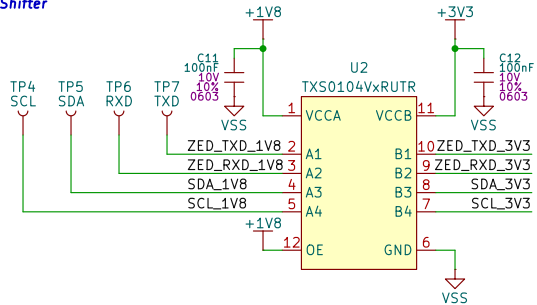 Shifter
+1V8
+3V3
C11
100nF
10V
10%
0603
VSS
U2
TXS0104VxRUTR
C12
100nF
10V
10%
0603
VSS
TP4
SCL
TP5
SDA
TP6
RXD
TP7
TXD
1 VCCA VCCB 11
ZED_TXD_1V8 2 A1 B1 10 ZED_TXD_3V3
ZED_RXD_1V8 3 A2 B2 9 ZED_RXD_3V3
SDA_1V8 4 A3 B3 8 SDA_3V3
SCL_1V8 5 A4 B4 7 SCL_3V3
+1V8
12 OE GND 6
VSS